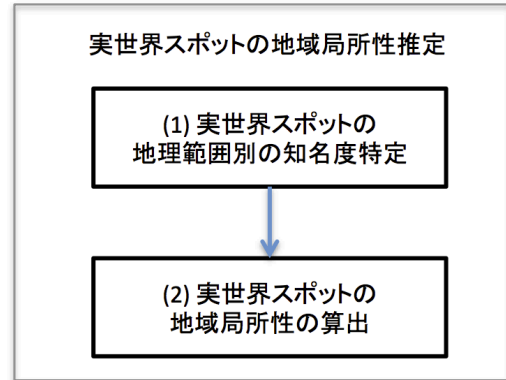 実世界スポットの地域局所性推定
(1) 実世界スポットの
地理範囲別の知名度特定
(2) 実世界スポットの
地域局所性の算出